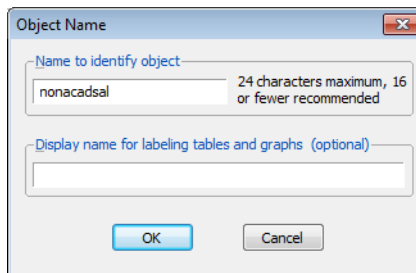 Object Name
Name to identify object
nonacadsal
24 characters maximum, 16
or fewer recommended
Display name for labeling tables and graphs (optional)
OK
Cancel